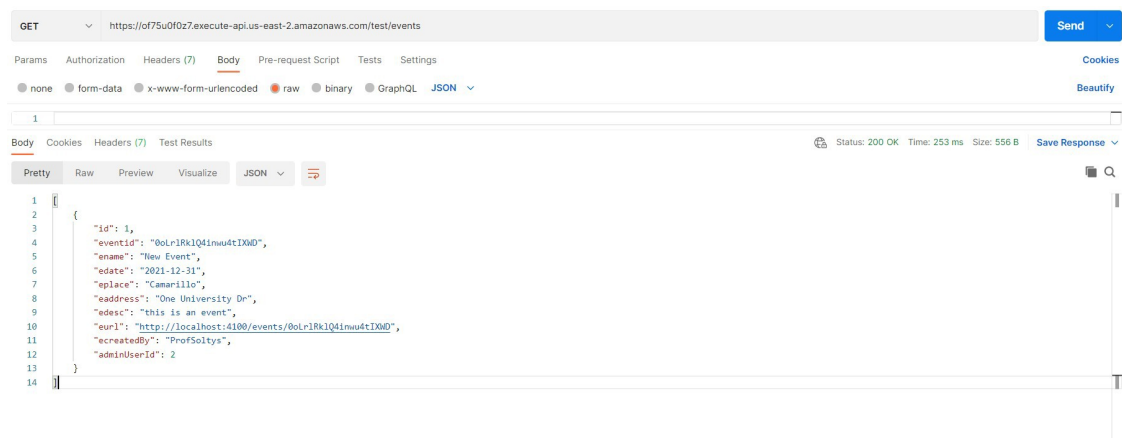 GET https://of75u0f0z7.execute-api.us-east-2.amazonaws.com/test/events Send
Params Authorization Headers (7) Body Pre-request Script Tests Settings Cookies
none form-data x-www-form-urlencoded raw binary GraphQL JSON Beautify
1
Body Cookies Headers (7) Test Results Status: 200 OK Time: 253 ms Size: 556 B Save Response
Pretty Raw Preview Visualize JSON
1 [
2 {
3 "id": 1,
4 "eventid": "0oLrlRklQ4inwu4tIXWD",
5 "ename": "New Event",
6 "edate": "2021-12-31",
7 "eplace": "Camarillo",
8 "eaddress": "One University Dr",
9 "edesc": "this is an event",
10 "eurl": "http://localhost:4100/events/0oLrlRklQ4inwu4tIXWD",
11 "ecreatedBy": "ProfSoltys",
12 "adminUserId": 2
13 }
14 ]